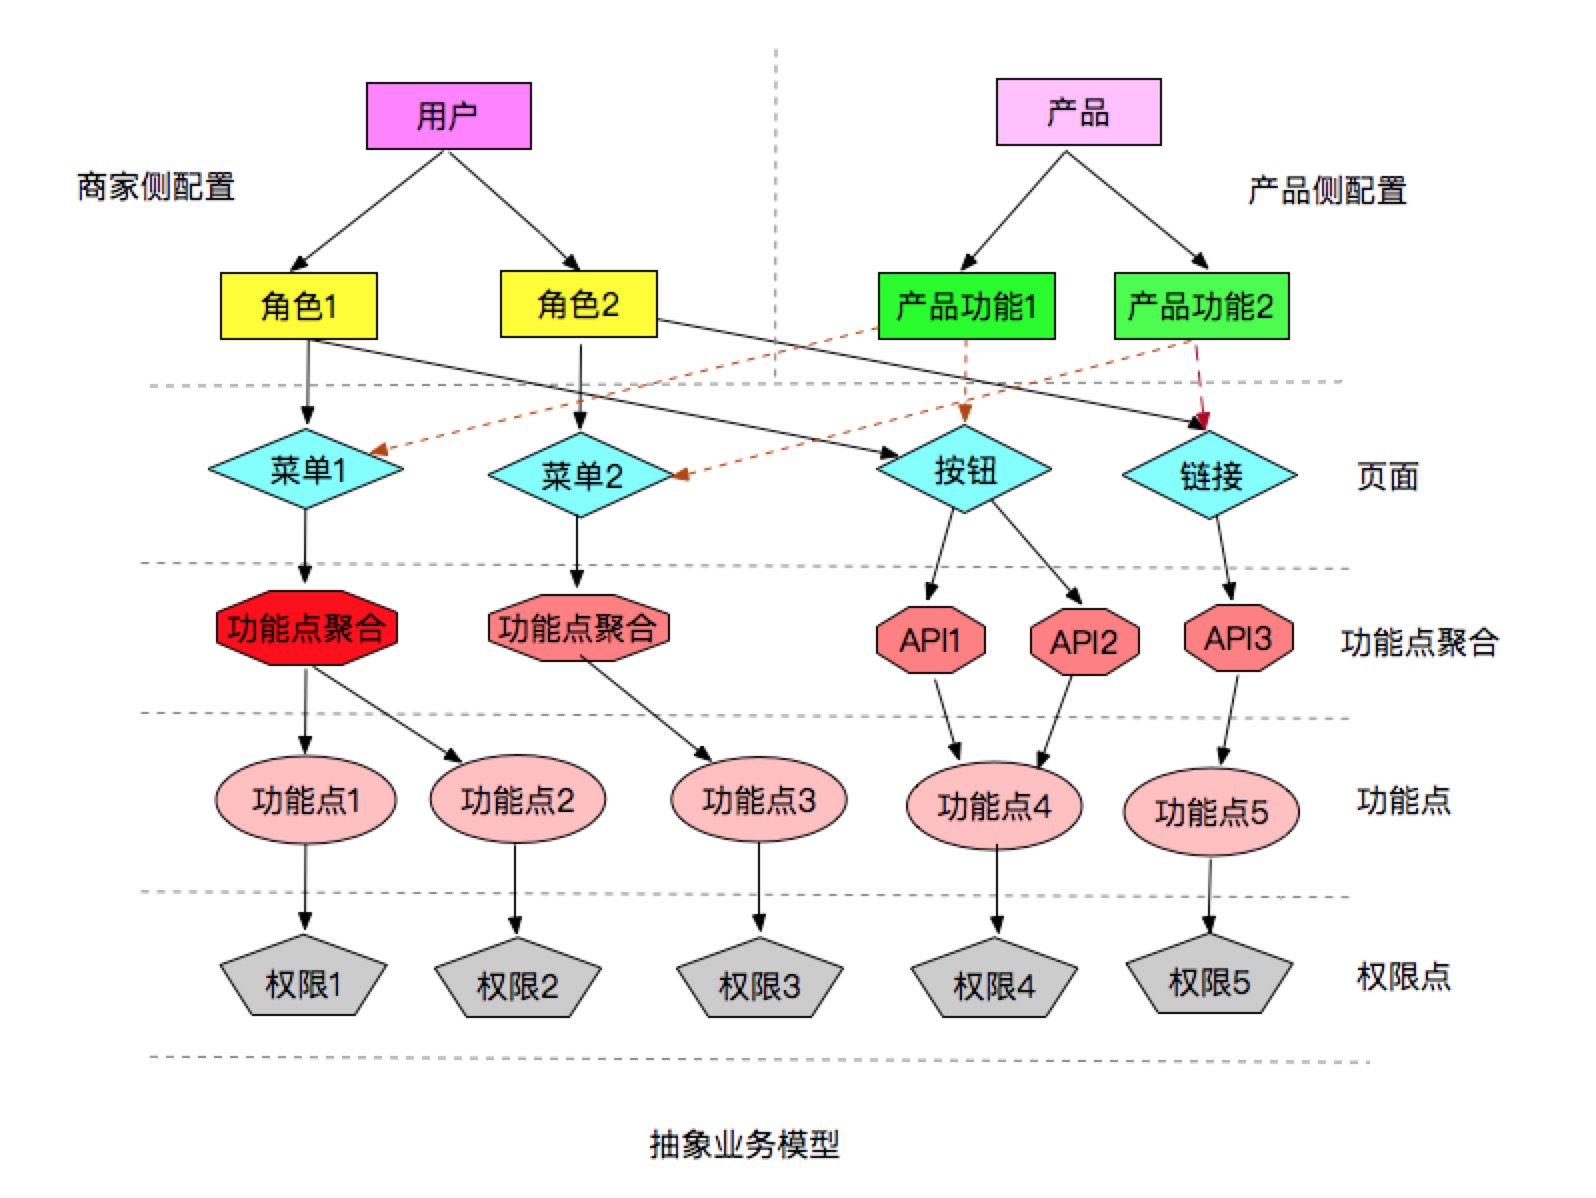 用户
产品
商家侧配置
产品侧配置
角色1
角色2
产品功能1
产品功能2
菜单1
菜单2
按钮
链接
页面
功能点聚合
功能点聚合
API1
API2
API3
功能点聚合
功能点1
功能点2
功能点3
功能点4
功能点5
功能点
权限1
权限2
权限3
权限4
权限5
权限点
抽象业务模型